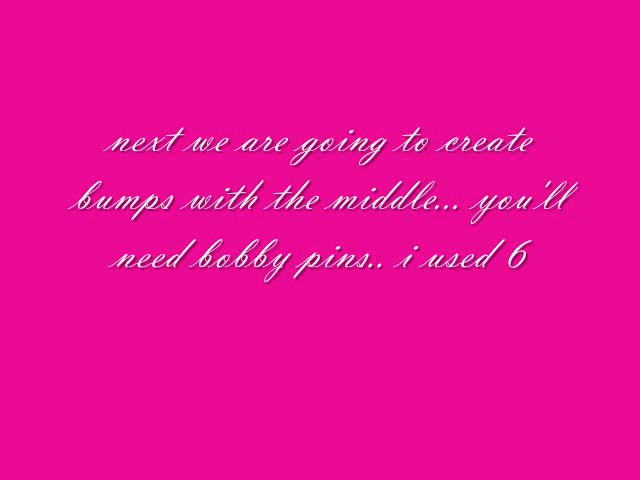 next we are going to create
bumps with the middle... you'll
need bobby pins.. i used 6